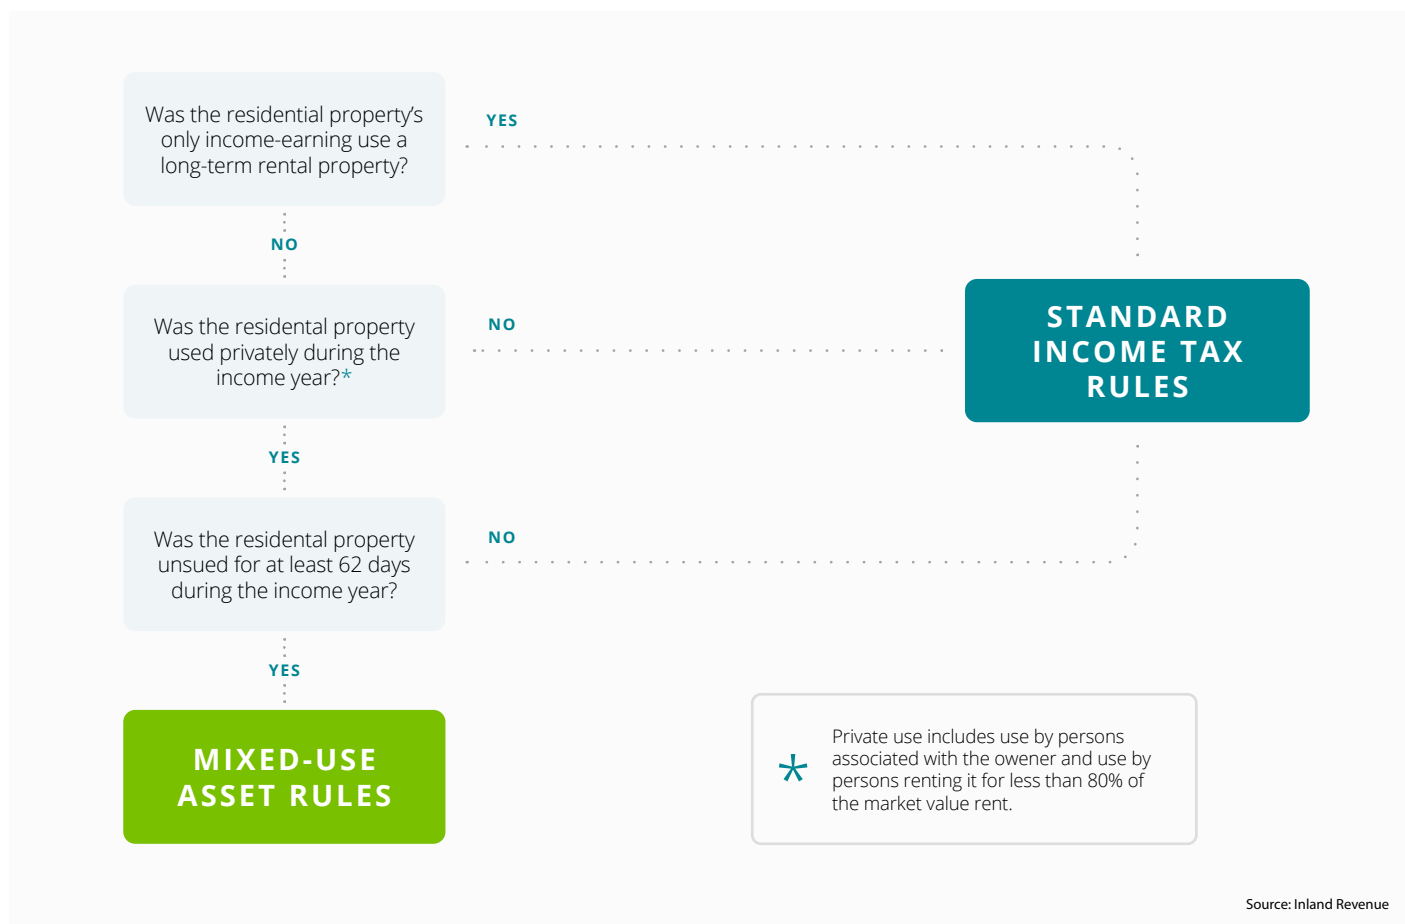 Was the residential property’s
only income-earning use a
long-term rental property?
YES
NO
Was the residental property
used privately during the
income year?*
NO
STANDARD
INCOME TAX
RULES
YES
Was the residental property
unsued for at least 62 days
during the income year?
NO
YES
MIXED-USE
ASSET RULES
*
Private use includes use by persons
associated with the owener and use by
persons renting it for less than 80% of
the market value rent.
Source: Inland Revenue